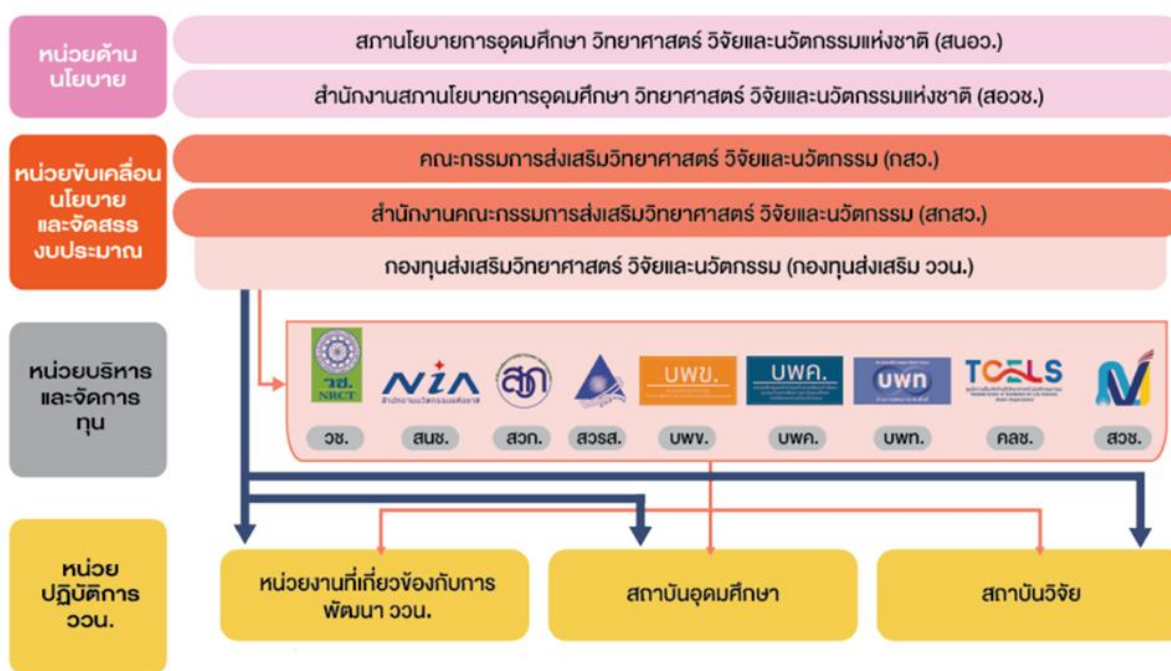 หน่วยด้าน
นโยบาย
สภานโยบายการอุดมศึกษา วิทยาศาสตร์ วิจัยและนวัตกรรมแห่งชาติ (สนอว.)
สำนักงานสภานโยบายการอุดมศึกษา วิทยาศาสตร์ วิจัยและนวัตกรรมแห่งชาติ (สอวช.)
หน่วยขับเคลื่อน
นโยบาย
และจัดสรร
งบประมาณ
คณะกรรมการส่งเสริมวิทยาศาสตร์ วิจัยและนวัตกรรม (กสว.)
สำนักงานคณะกรรมการส่งเสริมวิทยาศาสตร์ วิจัยและนวัตกรรม (สกสว.)
กองทุนส่งเสริมวิทยาศาสตร์ วิจัยและนวัตกรรม (กองทุนส่งเสริม ววน.)
หน่วยบริหาร
และจัดการ
ทุน
วช.
NRCT
NiA
สำนักงานนวัตกรรมแห่งชาติ
สวก
บพข.
บพค.
บพท
TCELS
วช.
สนช.
สวก.
สวรส.
บพข.
บพค.
บพท.
คลช.
สวช.
หน่วย
ปฏิบัติการ
ววน.
หน่วยงานที่เกี่ยวข้องกับการ
พัฒนา ววน.
สถาบันอุดมศึกษา
สถาบันวิจัย